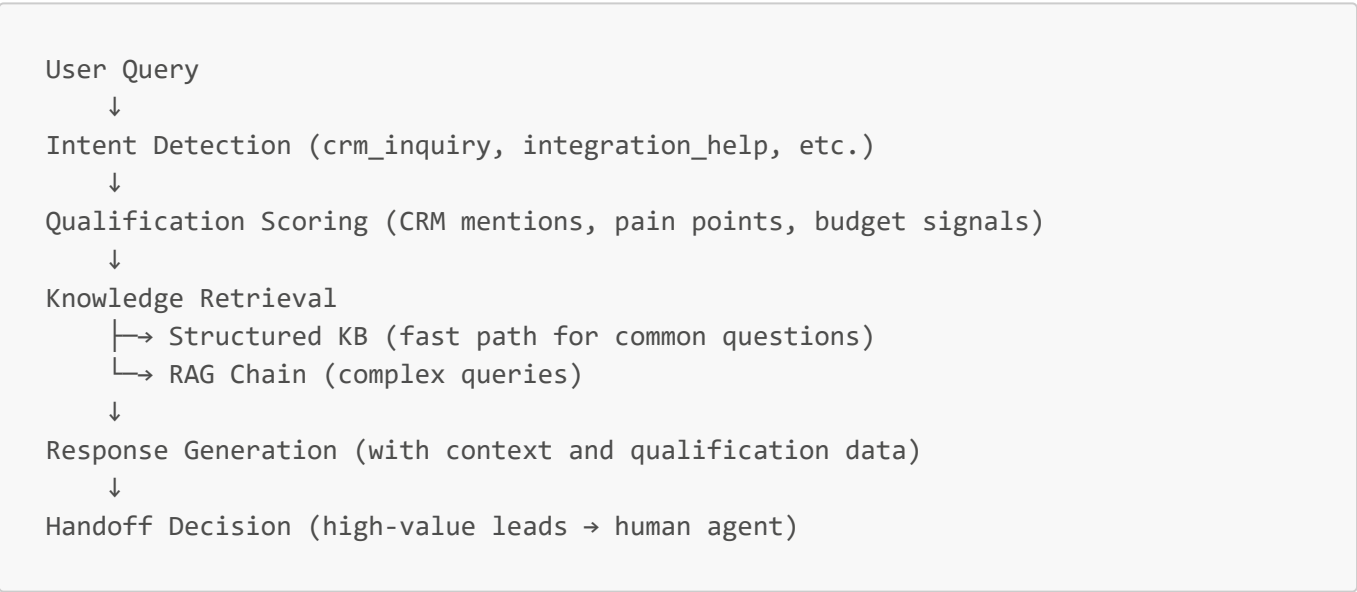 User Query
↓
Intent Detection (crm_inquiry, integration_help, etc.)
↓
Qualification Scoring (CRM mentions, pain points, budget signals)
↓
Knowledge Retrieval
├─→ Structured KB (fast path for common questions)
└─→ RAG Chain (complex queries)
↓
Response Generation (with context and qualification data)
↓
Handoff Decision (high-value leads → human agent)